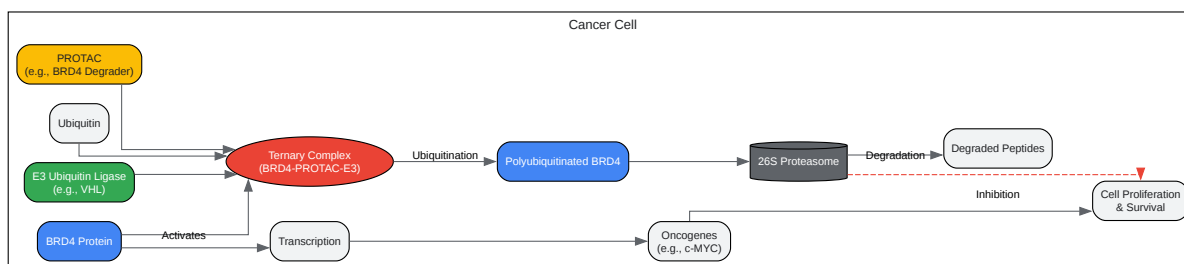 Cancer Cell
PROTAC
(e.g., BRD4 Degrader)
Ubiquitin
E3 Ubiquitin Ligase
(e.g., VHL)
BRD4 Protein
Activates
Ternary Complex
(BRD4-PROTAC-E3)
Transcription
Ubiquitination
Polyubiquitinated BRD4
Oncogenes
(e.g., c-MYC)
26S Proteasome
Degradation
Degraded Peptides
Inhibition
Cell Proliferation
& Survival